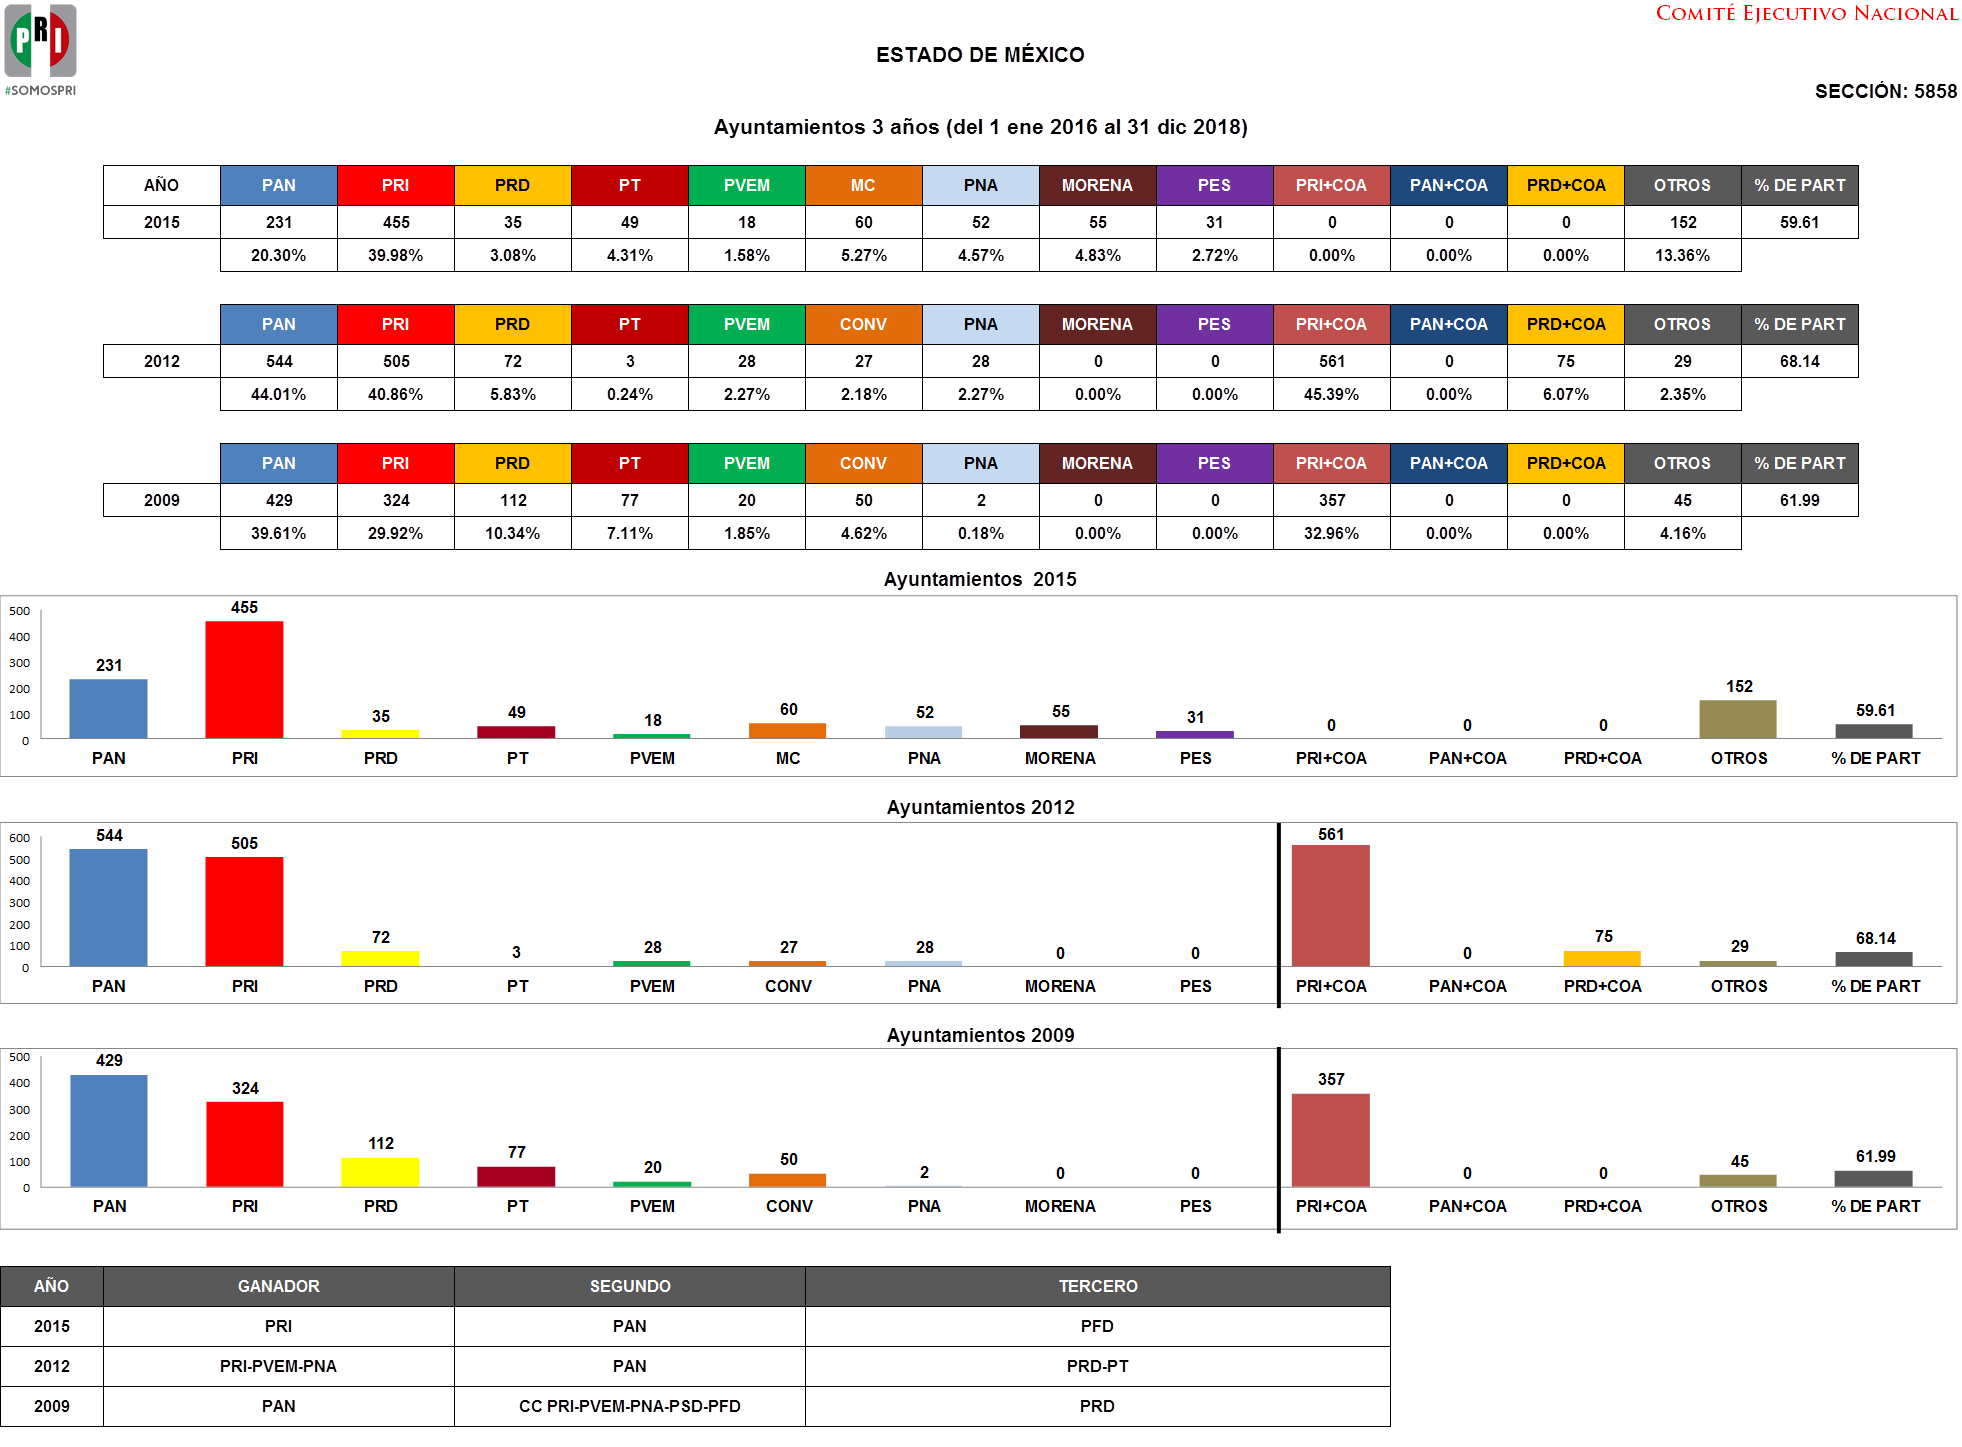 PRI
#SOMOSPRI
COMITÉ EJECUTIVO NACIONAL
ESTADO DE MÉXICO
SECCIÓN: 5858
Ayuntamientos 3 años (del 1 ene 2016 al 31 dic 2018)
AÑO PAN PRI PRD PT PVEM MC PNA MORENA PES PRI+COA PAN+COA PRD+COA OTROS % DE PART
2015 231 455 35 49 18 60 52 55 31 0 0 0 152 59.61
20.30% 39.98% 3.08% 4.31% 1.58% 5.27% 4.57% 4.83% 2.72% 0.00% 0.00% 0.00% 13.36%
PAN PRI PRD PT PVEM CONV PNA MORENA PES PRI+COA PAN+COA PRD+COA OTROS % DE PART
2012 544 505 72 3 28 27 28 0 0 561 0 75 29 68.14
44.01% 40.86% 5.83% 0.24% 2.27% 2.18% 2.27% 0.00% 0.00% 45.39% 0.00% 6.07% 2.35%
PAN PRI PRD PT PVEM CONV PNA MORENA PES PRI+COA PAN+COA PRD+COA OTROS % DE PART
2009 429 324 112 77 20 50 2 0 0 357 0 0 45 61.99
39.61% 29.92% 10.34% 7.11% 1.85% 4.62% 0.18% 0.00% 0.00% 32.96% 0.00% 0.00% 4.16%
Ayuntamientos 2015
500
400
300
200
100
0
231 455 35 49 18 60 52 55 31 0 0 0 152 59.61
PAN PRI PRD PT PVEM MC PNA MORENA PES PRI+COA PAN+COA PRD+COA OTROS % DE PART
Ayuntamientos 2012
600
500
400
300
200
100
0
544 505 72 3 28 27 28 0 0 561 0 75 29 68.14
PAN PRI PRD PT PVEM CONV PNA MORENA PES PRI+COA PAN+COA PRD+COA OTROS % DE PART
Ayuntamientos 2009
500
400
300
200
100
0
429 324 112 77 20 50 2 0 0 357 0 0 45 61.99
PAN PRI PRD PT PVEM CONV PNA MORENA PES PRI+COA PAN+COA PRD+COA OTROS % DE PART
AÑO GANADOR SEGUNDO TERCERO
2015 PRI PAN PFD
2012 PRI-PVEM-PNA PAN PRD-PT
2009 PAN CC PRI-PVEM-PNA-PSD-PFD PRD